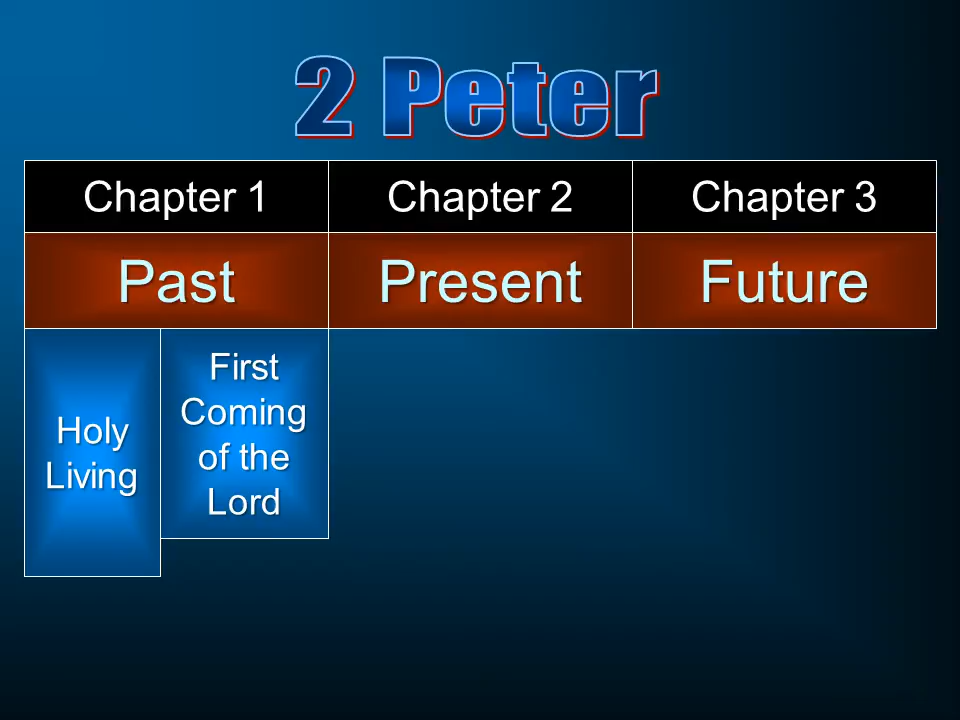 2 Peter
Chapter 1
Chapter 2
Chapter 3
Past
Present
Future
Holy
Living
First
Coming
of the
Lord